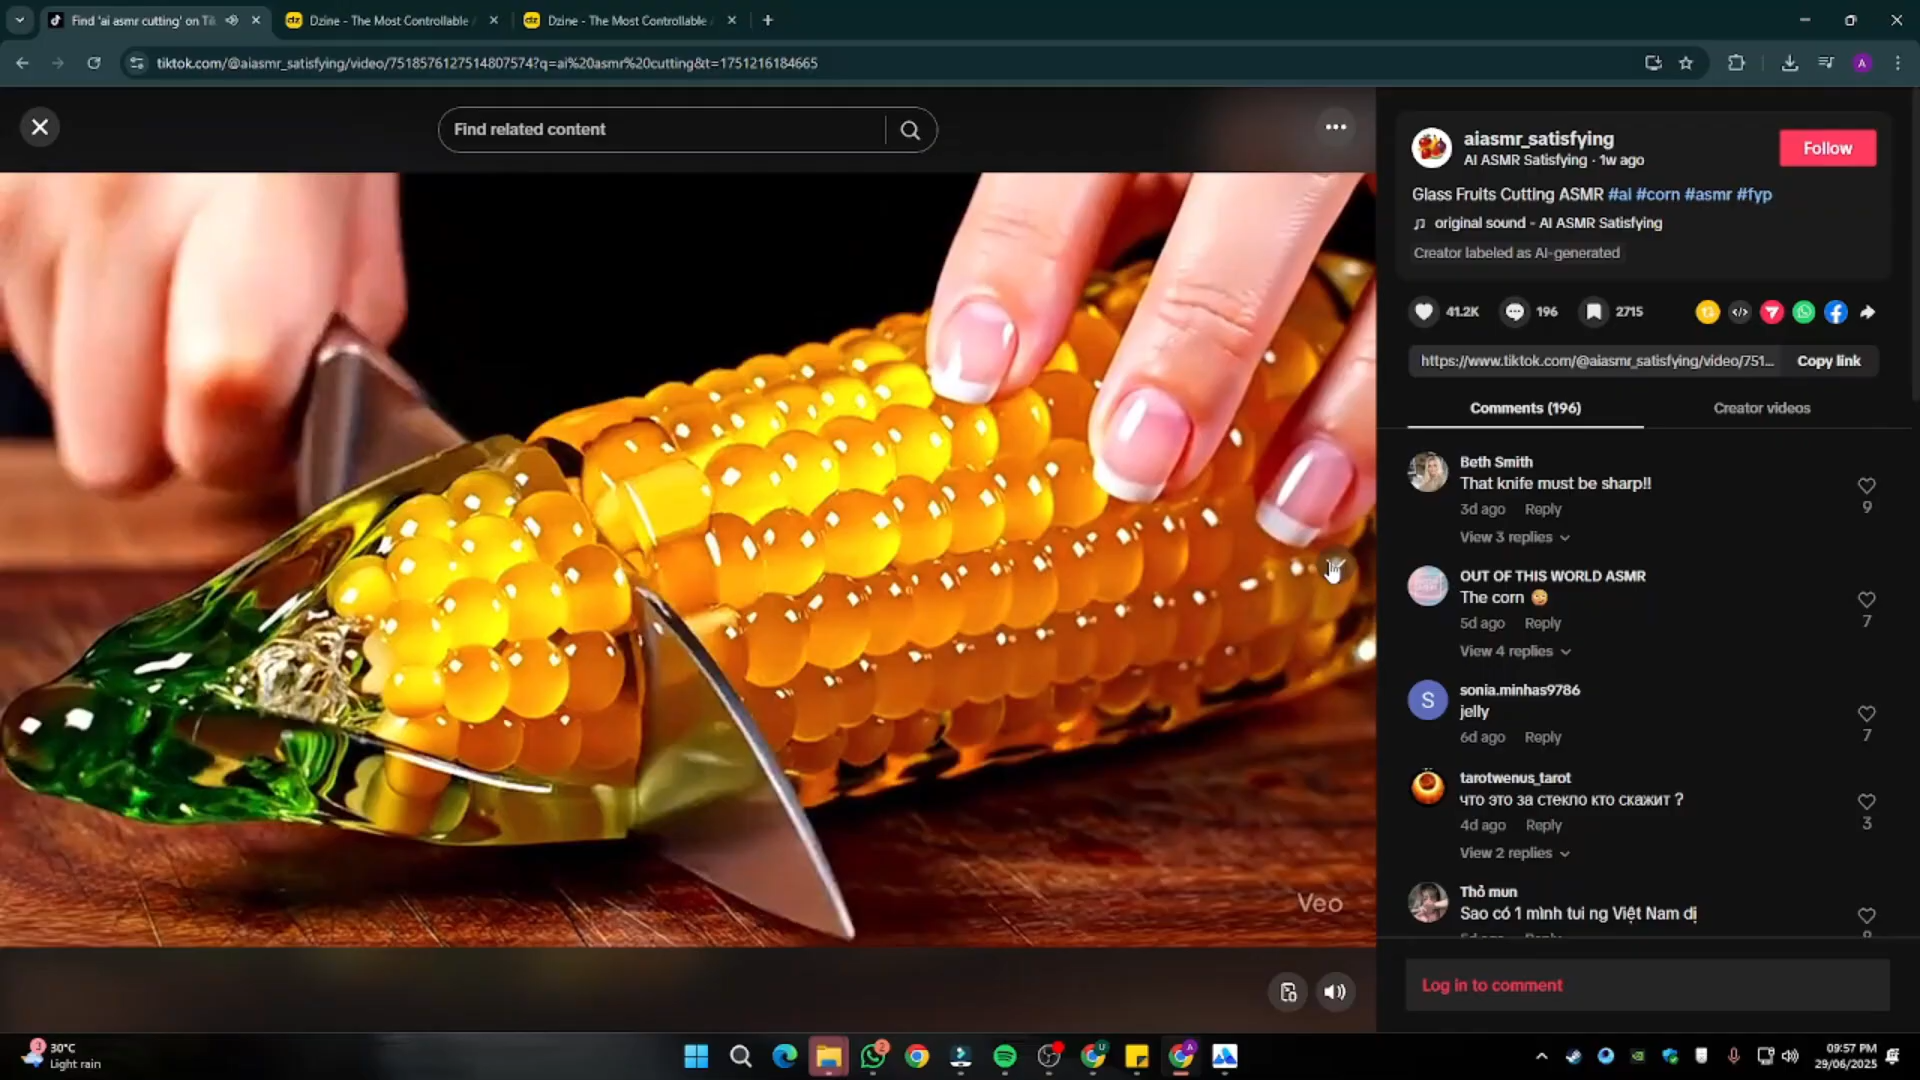 Find 'ai asmr cutting' on Ti
Dzine - The Most Controllable
Dzine - The Most Controllable
tiktok.com/@aiasmr_satisfying/video/7518576127514807574?q=ai%20asmr%20cutting&t=1751216184665
A
Find related content
aiasmr_satisfying
AI ASMR Satisfying · 1w ago
Follow
Glass Fruits Cutting ASMR #ai #corn #asmr #fyp
original sound - AI ASMR Satisfying
Creator labeled as AI-generated
41.2K
196
2715
https://www.tiktok.com/@aiasmr_satisfying/video/751...
Copy link
Comments (196)
Creator videos
Beth Smith
That knife must be sharp!!
3d ago Reply
9
View 3 replies
OUT OF THIS WORLD ASMR
The corn
5d ago Reply
7
View 4 replies
S
sonia.minhas9786
jelly
6d ago Reply
7
tarotwenus_tarot
что это за стекло кто скажит ?
4d ago Reply
3
View 2 replies
Thỏ mun
Sao có 1 mình tui ng Việt Nam dị
Veo
Log in to comment
30°C
Light rain
09:57 PM
29/06/2025